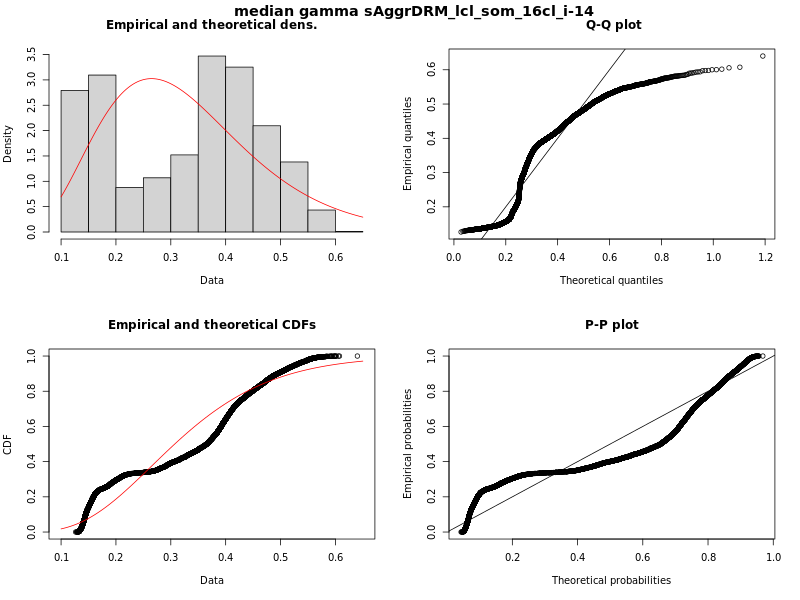 median gamma sAggrDRM_lcl_som_16cl_i-14
Empirical and theoretical dens.
Density
0.0 0.5 1.0 1.5 2.0 2.5 3.0 3.5
0.1 0.2 0.3 0.4 0.5 0.6
Data
Q-Q plot
Empirical quantiles
0.2 0.3 0.4 0.5 0.6
0.0 0.2 0.4 0.6 0.8 1.0 1.2
Theoretical quantiles
Empirical and theoretical CDFs
CDF
0.0 0.2 0.4 0.6 0.8 1.0
0.1 0.2 0.3 0.4 0.5 0.6
Data
P-P plot
Empirical probabilities
0.0 0.2 0.4 0.6 0.8 1.0
0.2 0.4 0.6 0.8 1.0
Theoretical probabilities